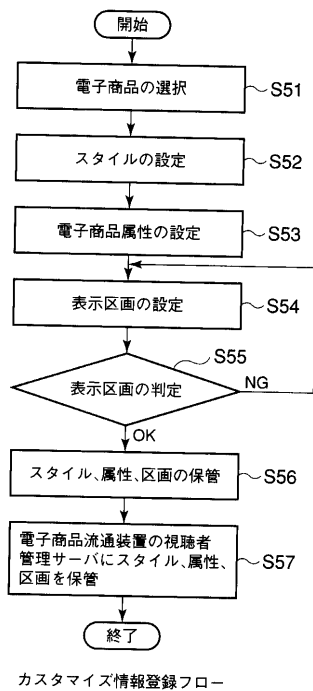 開始
電子商品の選択
S51
スタイルの設定
S52
電子商品属性の設定
S53
表示区画の設定
S54
S55
表示区画の判定
NG
OK
スタイル、属性、区画の保管
S56
電子商品流通装置の視聴者
管理サーバにスタイル、属性、
区画を保管
S57
終了
カスタマイズ情報登録フロー